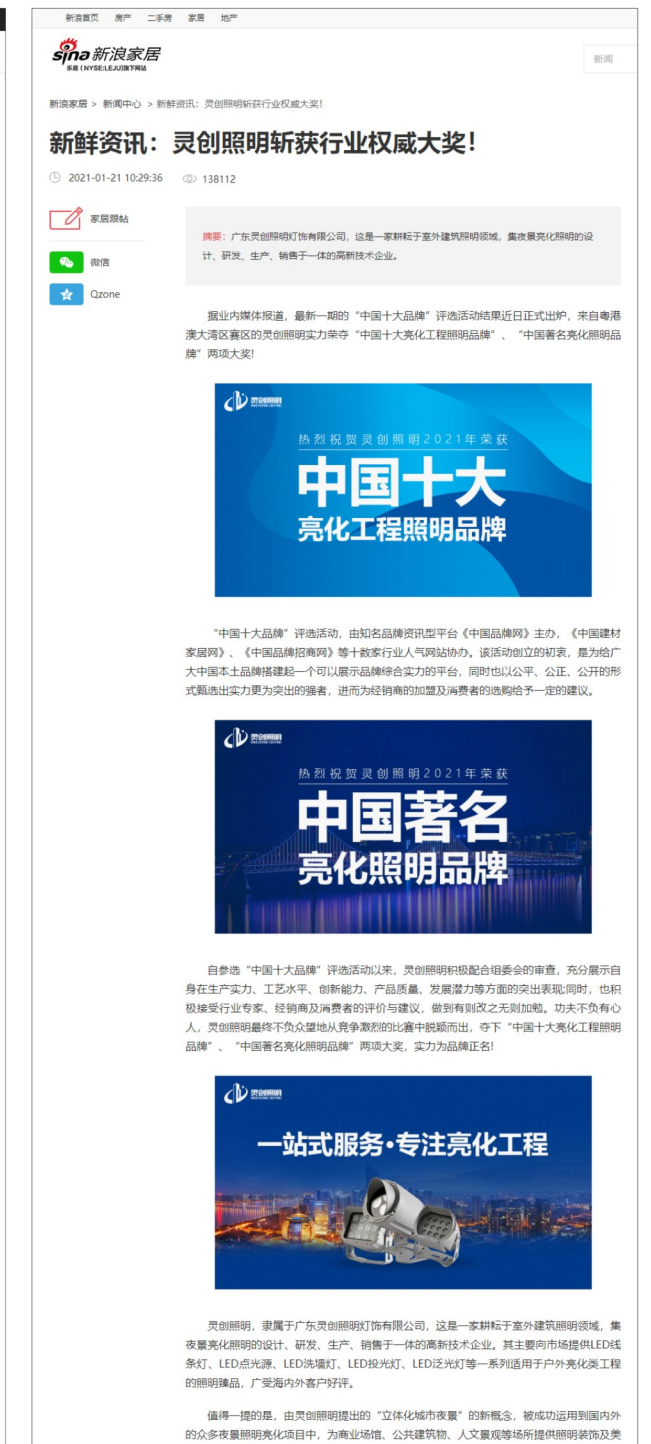 新浪首页 房产 二手房 家居 地产
sina 新浪家居
乐居 (NYSE:LEJU)旗下网站
新闻
新浪家居 > 新闻中心 > 新鲜资讯：灵创照明斩获行业权威大奖！
新鲜资讯：灵创照明斩获行业权威大奖！
2021-01-21 10:29:36 138112
家居跟帖
微信
Qzone
摘要：广东灵创照明灯饰有限公司，这是一家耕耘于室外建筑照明领域，集夜景亮化照明的设
计、研发、生产、销售于一体的高新技术企业。
据业内媒体报道，最新一期的“中国十大品牌”评选活动结果近日正式出炉，来自粤港
澳大湾区赛区的灵创照明实力荣夺“中国十大亮化工程照明品牌”、“中国著名亮化照明品
牌”两项大奖!
灵创照明
热烈祝贺灵创照明2021年荣获
中国十大
亮化工程照明品牌
“中国十大品牌”评选活动，由知名品牌资讯型平台《中国品牌网》主办，《中国建材
家居网》、《中国品牌招商网》等十数家行业人气网站协办。该活动创立的初衷，是为给广
大中国本土品牌搭建起一个可以展示品牌综合实力的平台，同时也以公平、公正、公开的形
式甄选出实力更为突出的强者，进而为经销商的加盟及消费者的选购给予一定的建议。
灵创照明
热烈祝贺灵创照明2021年荣获
中国著名
亮化照明品牌
自参选“中国十大品牌”评选活动以来，灵创照明积极配合组委会的审查，充分展示自
身在生产实力、工艺水平、创新能力、产品质量、发展潜力等方面的突出表现;同时，也积
极接受行业专家、经销商及消费者的评价与建议，做到有则改之无则加勉。功夫不负有心
人，灵创照明最终不负众望地从竞争激烈的比赛中脱颖而出，夺下“中国十大亮化工程照明
品牌”、“中国著名亮化照明品牌”两项大奖，实力为品牌正名!
灵创照明
一站式服务·专注亮化工程
灵创照明，隶属于广东灵创照明灯饰有限公司，这是一家耕耘于室外建筑照明领域，集
夜景亮化照明的设计、研发、生产、销售于一体的高新技术企业。其主要向市场提供LED线
条灯、LED点光源、LED洗墙灯、LED投光灯、LED泛光灯等一系列适用于户外亮化类工程
的照明臻品，广受海内外客户好评。
值得一提的是，由灵创照明提出的“立体化城市夜景”的新概念，被成功运用到国内外
的众多夜景照明亮化项目中，为商业场馆、公共建筑物、人文景观等场所提供照明装饰及美